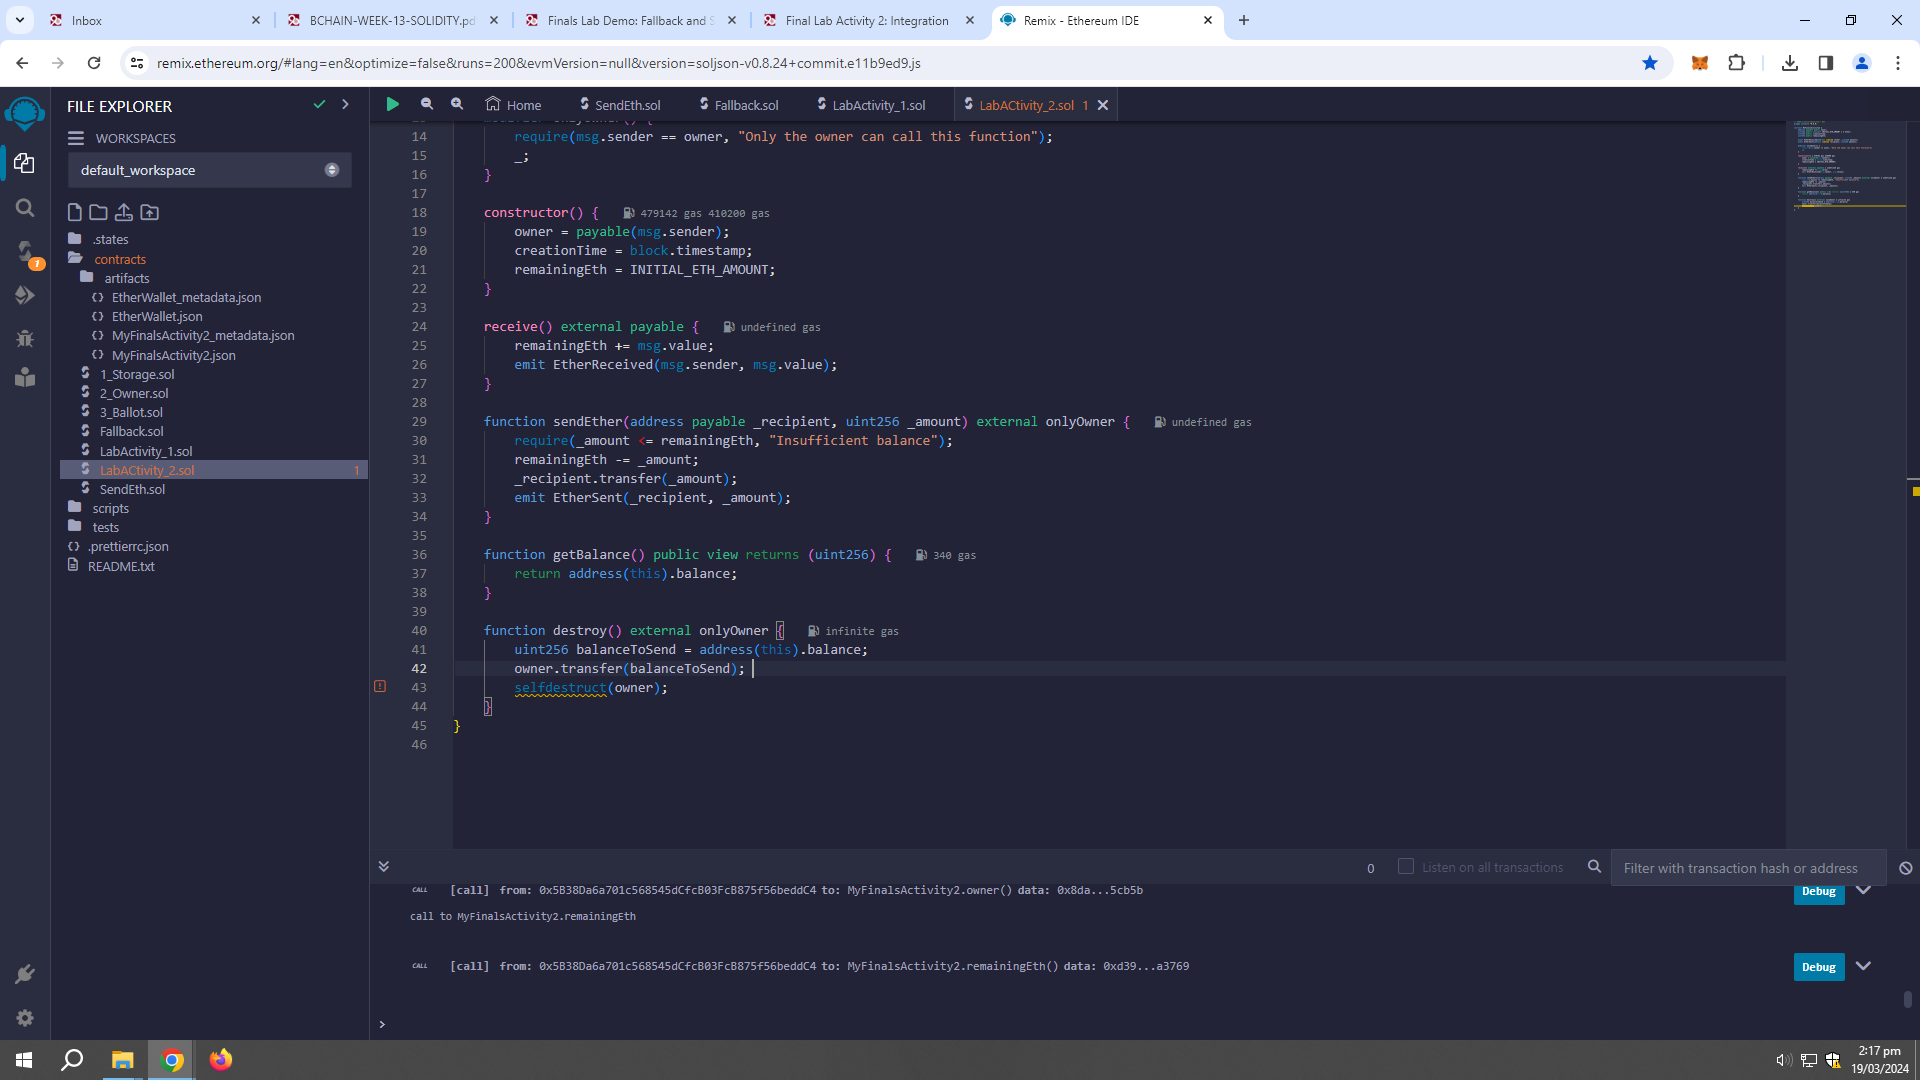 Inbox
BCHAIN-WEEK-13-SOLIDITY.pd
Finals Lab Demo: Fallback and S
Final Lab Activity 2: Integration
Remix - Ethereum IDE
remix.ethereum.org/#lang=en&optimize=false&runs=200&evmVersion=null&version=soljson-v0.8.24+commit.e11b9ed9.js
FILE EXPLORER
WORKSPACES
default_workspace
.states
contracts
artifacts
EtherWallet_metadata.json
EtherWallet.json
MyFinalsActivity2_metadata.json
MyFinalsActivity2.json
1_Storage.sol
2_Owner.sol
3_Ballot.sol
Fallback.sol
LabActivity_1.sol
LabACtivity_2.sol 1
SendEth.sol
scripts
tests
.prettierrc.json
README.txt
1
Home
SendEth.sol
Fallback.sol
LabActivity_1.sol
LabACtivity_2.sol 1
14 require(msg.sender == owner, "Only the owner can call this function");
15 _;
16 }
17
18 constructor() { 479142 gas 410200 gas
19 owner = payable(msg.sender);
20 creationTime = block.timestamp;
21 remainingEth = INITIAL_ETH_AMOUNT;
22 }
23
24 receive() external payable { undefined gas
25 remainingEth += msg.value;
26 emit EtherReceived(msg.sender, msg.value);
27 }
28
29 function sendEther(address payable _recipient, uint256 _amount) external onlyOwner { undefined gas
30 require(_amount <= remainingEth, "Insufficient balance");
31 remainingEth -= _amount;
32 _recipient.transfer(_amount);
33 emit EtherSent(_recipient, _amount);
34 }
35
36 function getBalance() public view returns (uint256) { 340 gas
37 return address(this).balance;
38 }
39
40 function destroy() external onlyOwner { infinite gas
41 uint256 balanceToSend = address(this).balance;
42 owner.transfer(balanceToSend);
43 selfdestruct(owner);
44 }
45 }
46
0
Listen on all transactions
Filter with transaction hash or address
CALL [call] from: 0x5B38Da6a701c568545dCfcB03FcB875f56beddC4 to: MyFinalsActivity2.owner() data: 0x8da...5cb5b
Debug
call to MyFinalsActivity2.remainingEth
CALL [call] from: 0x5B38Da6a701c568545dCfcB03FcB875f56beddC4 to: MyFinalsActivity2.remainingEth() data: 0xd39...a3769
Debug
>
2:17 pm
19/03/2024